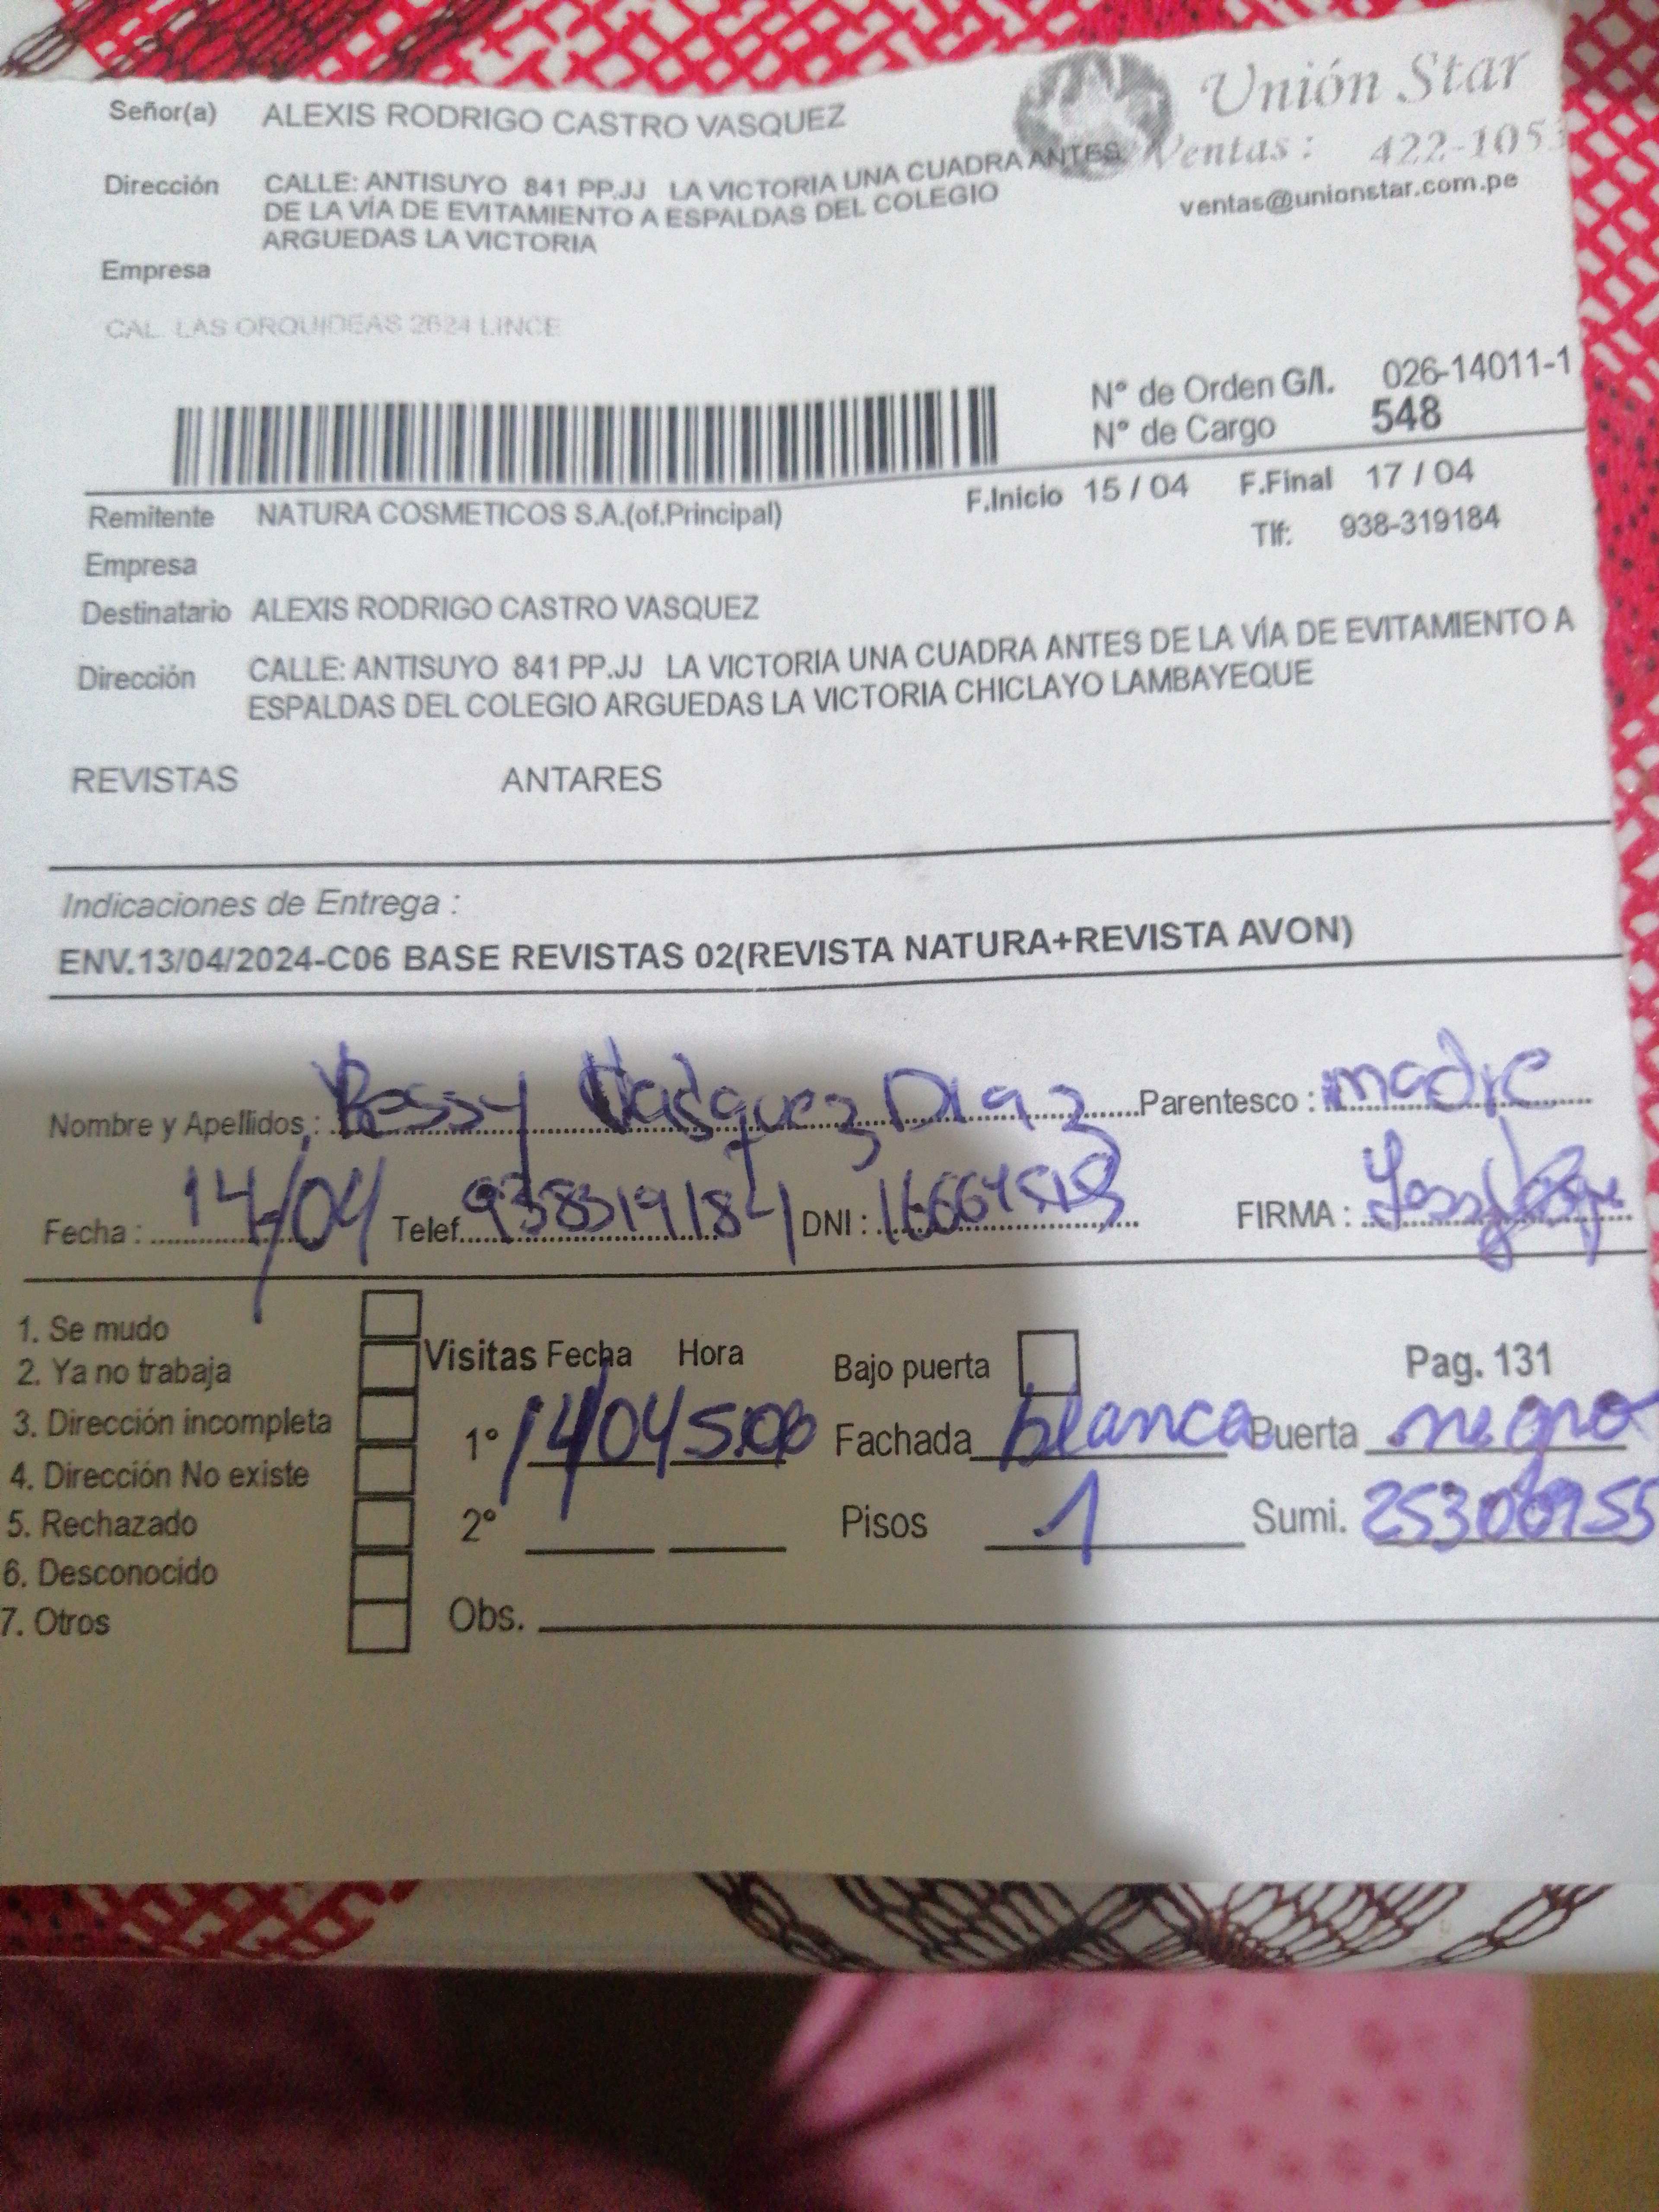 Señor(a) ALEXIS RODRIGO CASTRO VASQUEZ
Unión Star
Ventas : 422-1053
ventas@unionstar.com.pe
Dirección CALLE: ANTISUYO 841 PP.JJ LA VICTORIA UNA CUADRA ANTES
DE LA VÍA DE EVITAMIENTO A ESPALDAS DEL COLEGIO
ARGUEDAS LA VICTORIA
Empresa
CAL. LAS ORQUIDEAS 2624 LINCE
N° de Orden G/I. 026-14011-1
N° de Cargo 548
F.Inicio 15 / 04 F.Final 17 / 04
Remitente NATURA COSMETICOS S.A.(of.Principal)
Tlf: 938-319184
Empresa
Destinatario ALEXIS RODRIGO CASTRO VASQUEZ
Dirección CALLE: ANTISUYO 841 PP.JJ LA VICTORIA UNA CUADRA ANTES DE LA VÍA DE EVITAMIENTO A
ESPALDAS DEL COLEGIO ARGUEDAS LA VICTORIA CHICLAYO LAMBAYEQUE
REVISTAS ANTARES
Indicaciones de Entrega :
ENV.13/04/2024-C06 BASE REVISTAS 02(REVISTA NATURA+REVISTA AVON)
Nombre y Apellidos : Vasquez Diaz Parentesco : madre
Fecha : 14/04 Telef. 938319184 DNI : FIRMA :
1. Se mudo
2. Ya no trabaja
3. Dirección incompleta
4. Dirección No existe
5. Rechazado
6. Desconocido
7. Otros
Visitas Fecha Hora Bajo puerta Pag. 131
1° 14/04 5:00 Fachada blanca Puerta negro
2° Pisos 1 Sumi.
Obs.